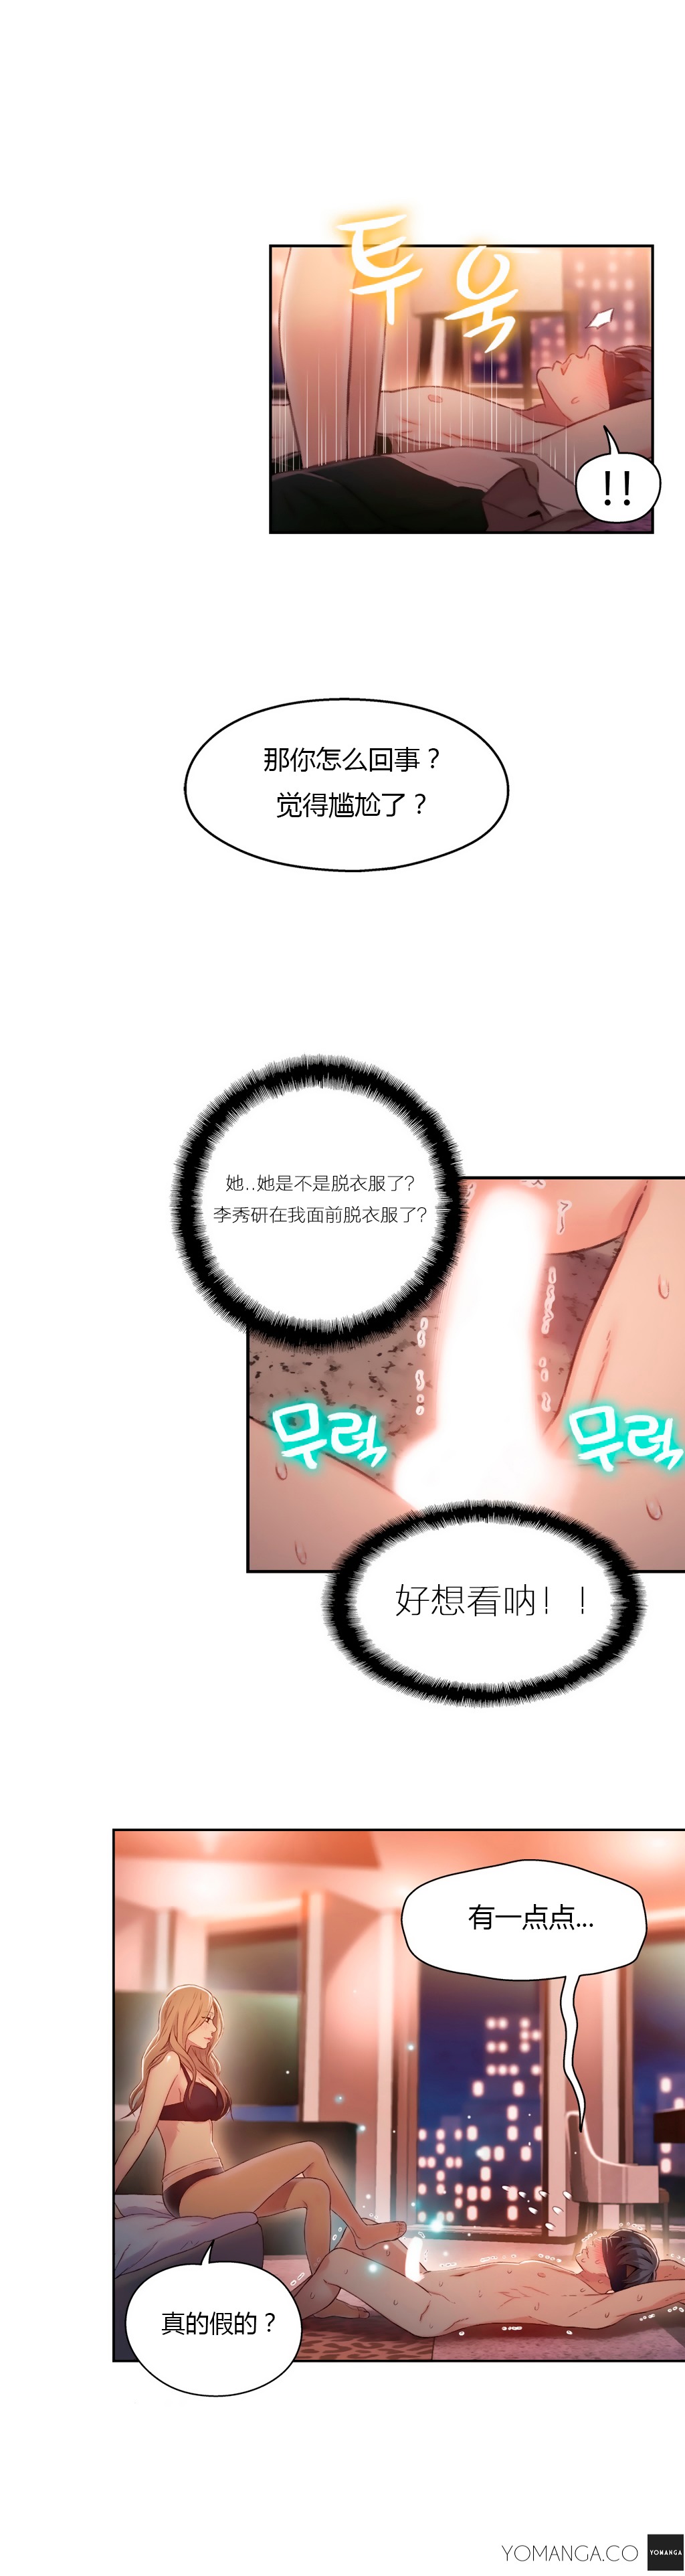 투욱
!!
那你怎么回事？
觉得尴尬了？
她..她是不是脱衣服了?
李秀研在我面前脱衣服了?
무럭 무럭
好想看呐！！
有一点点...
真的假的？
YOMANGA.CO
YOMANGA